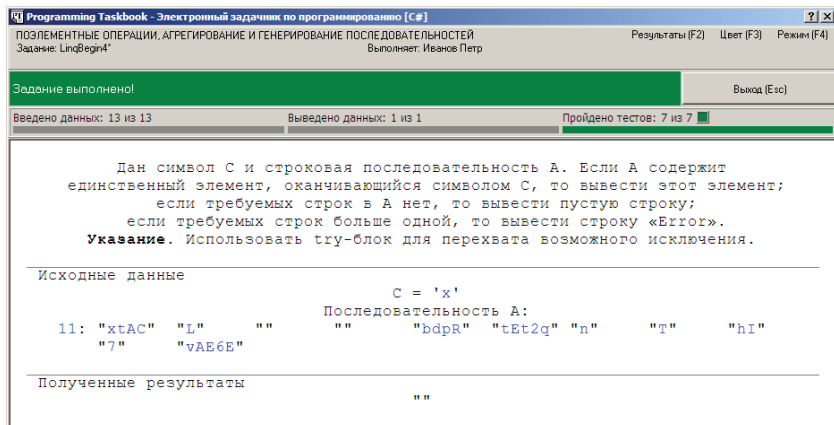 Programming Taskbook - Электронный задачник по программированию [C#]
ПОЭЛЕМЕНТНЫЕ ОПЕРАЦИИ, АГРЕГИРОВАНИЕ И ГЕНЕРИРОВАНИЕ ПОСЛЕДОВАТЕЛЬНОСТЕЙ
Результаты (F2) Цвет (F3) Режим (F4)
Задание: LinqBegin4° Выполняет: Иванов Петр
Задание выполнено!
Выход (Esc)
Введено данных: 13 из 13 Выведено данных: 1 из 1 Пройдено тестов: 7 из 7
Дан символ C и строковая последовательность A. Если A содержит
единственный элемент, оканчивающийся символом C, то вывести этот элемент;
если требуемых строк в A нет, то вывести пустую строку;
если требуемых строк больше одной, то вывести строку «Error».
Указание. Использовать try-блок для перехвата возможного исключения.
Исходные данные
C = 'x'
Последовательность A:
11: "xtAC" "L" "" "" "bdpR" "tEt2q" "n" "T" "hI"
"7" "vAE6E"
Полученные результаты
""